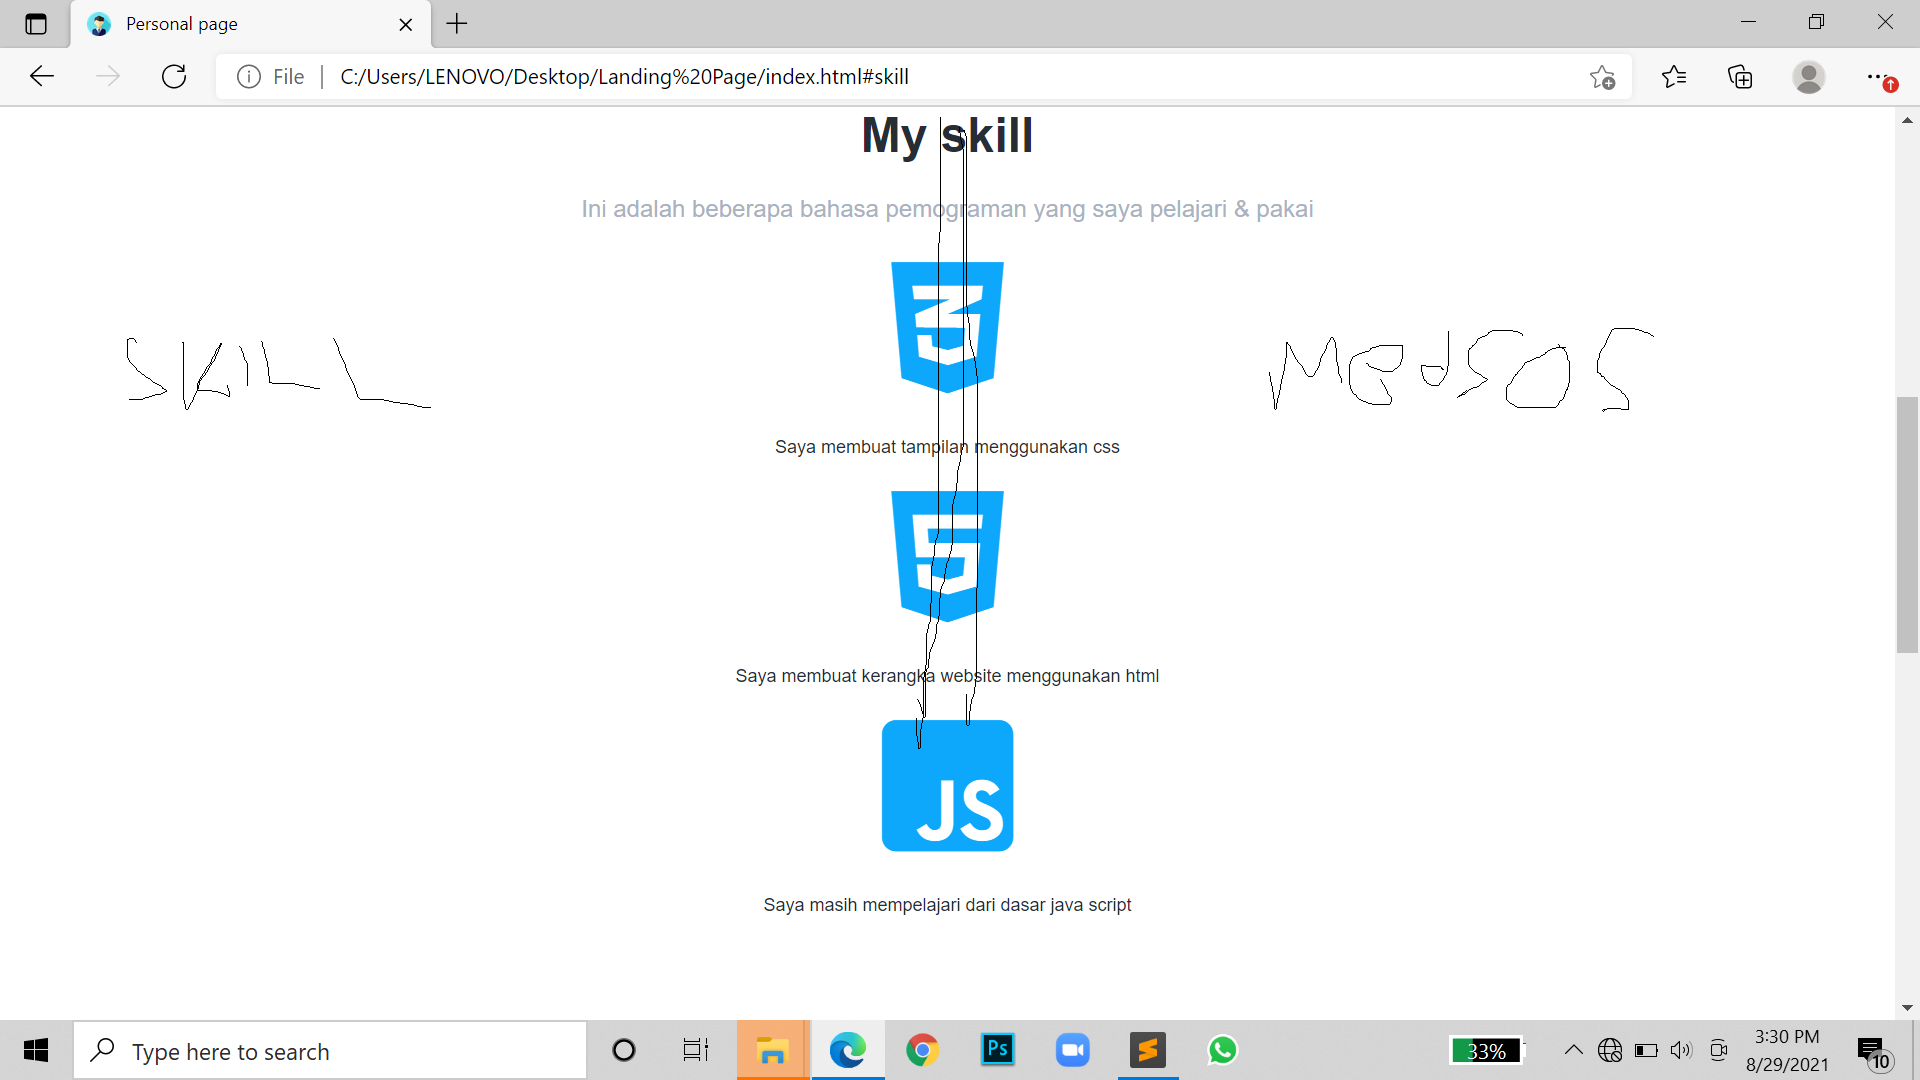 Personal page
File
C:/Users/LENOVO/Desktop/Landing%20Page/index.html#skill
My skill
Ini adalah beberapa bahasa pemograman yang saya pelajari & pakai
SKILL
MedSOS
Saya membuat tampilan menggunakan css
Saya membuat kerangka website menggunakan html
JS
Saya masih mempelajari dari dasar java script
Type here to search
Ps
33%
3:30 PM
8/29/2021
10